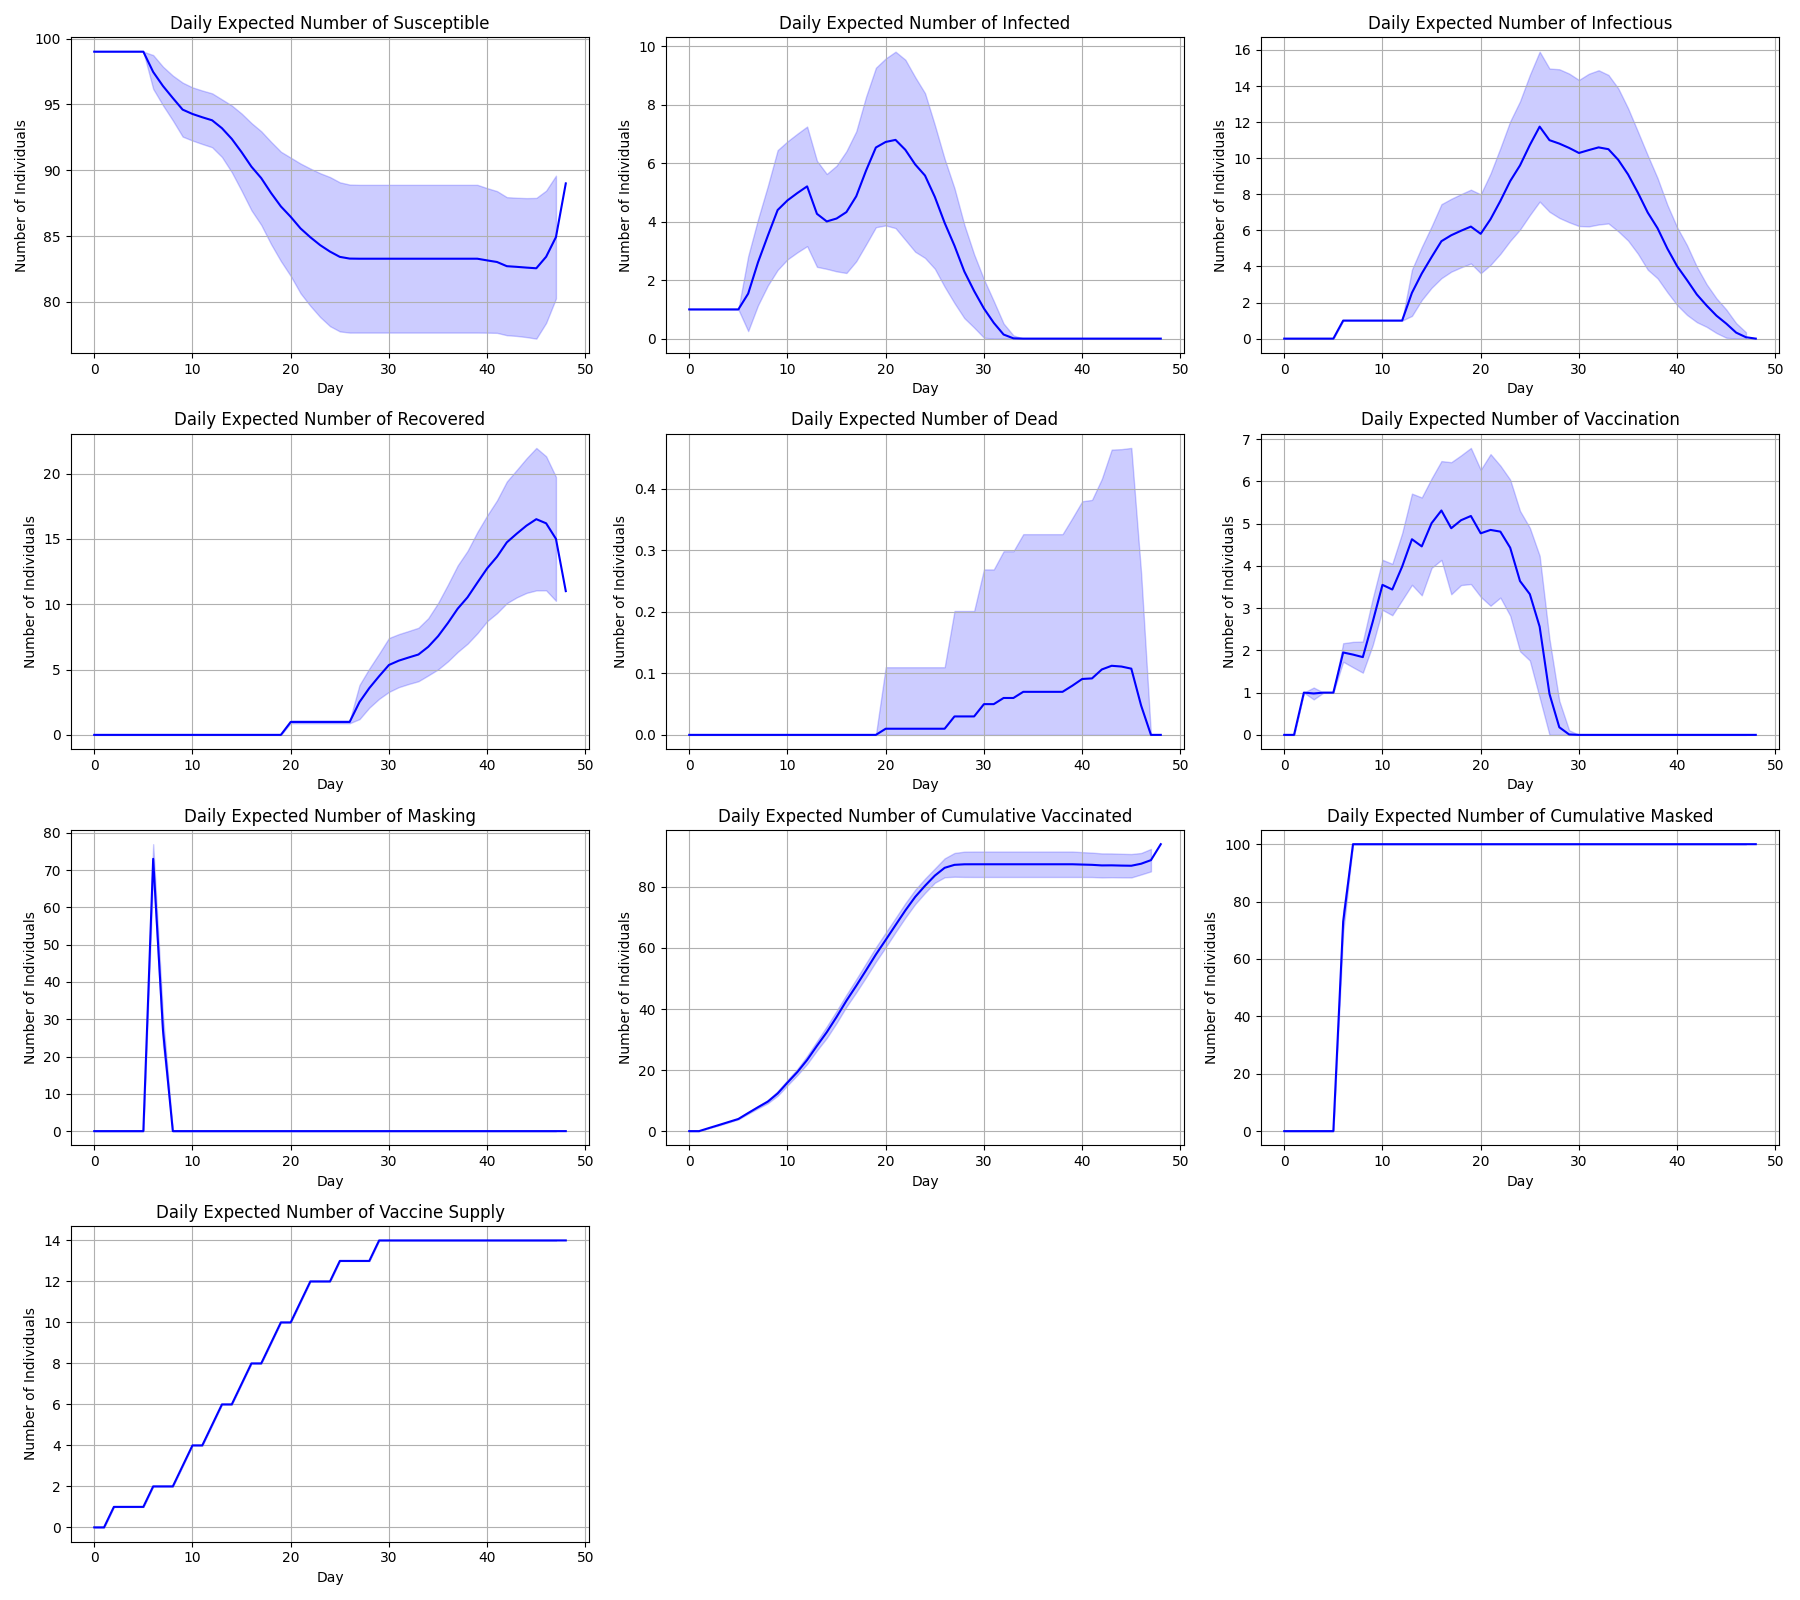 Daily Expected Number of Susceptible
Number of Individuals
100
95
90
85
80
0 10 20 30 40 50
Day
Daily Expected Number of Infected
Number of Individuals
10
8
6
4
2
0
0 10 20 30 40 50
Day
Daily Expected Number of Infectious
Number of Individuals
16
14
12
10
8
6
4
2
0
0 10 20 30 40 50
Day
Daily Expected Number of Recovered
Number of Individuals
20
15
10
5
0
0 10 20 30 40 50
Day
Daily Expected Number of Dead
Number of Individuals
0.4
0.3
0.2
0.1
0.0
0 10 20 30 40 50
Day
Daily Expected Number of Vaccination
Number of Individuals
7
6
5
4
3
2
1
0
0 10 20 30 40 50
Day
Daily Expected Number of Masking
Number of Individuals
80
70
60
50
40
30
20
10
0
0 10 20 30 40 50
Day
Daily Expected Number of Cumulative Vaccinated
Number of Individuals
80
60
40
20
0
0 10 20 30 40 50
Day
Daily Expected Number of Cumulative Masked
Number of Individuals
100
80
60
40
20
0
0 10 20 30 40 50
Day
Daily Expected Number of Vaccine Supply
Number of Individuals
14
12
10
8
6
4
2
0
0 10 20 30 40 50
Day